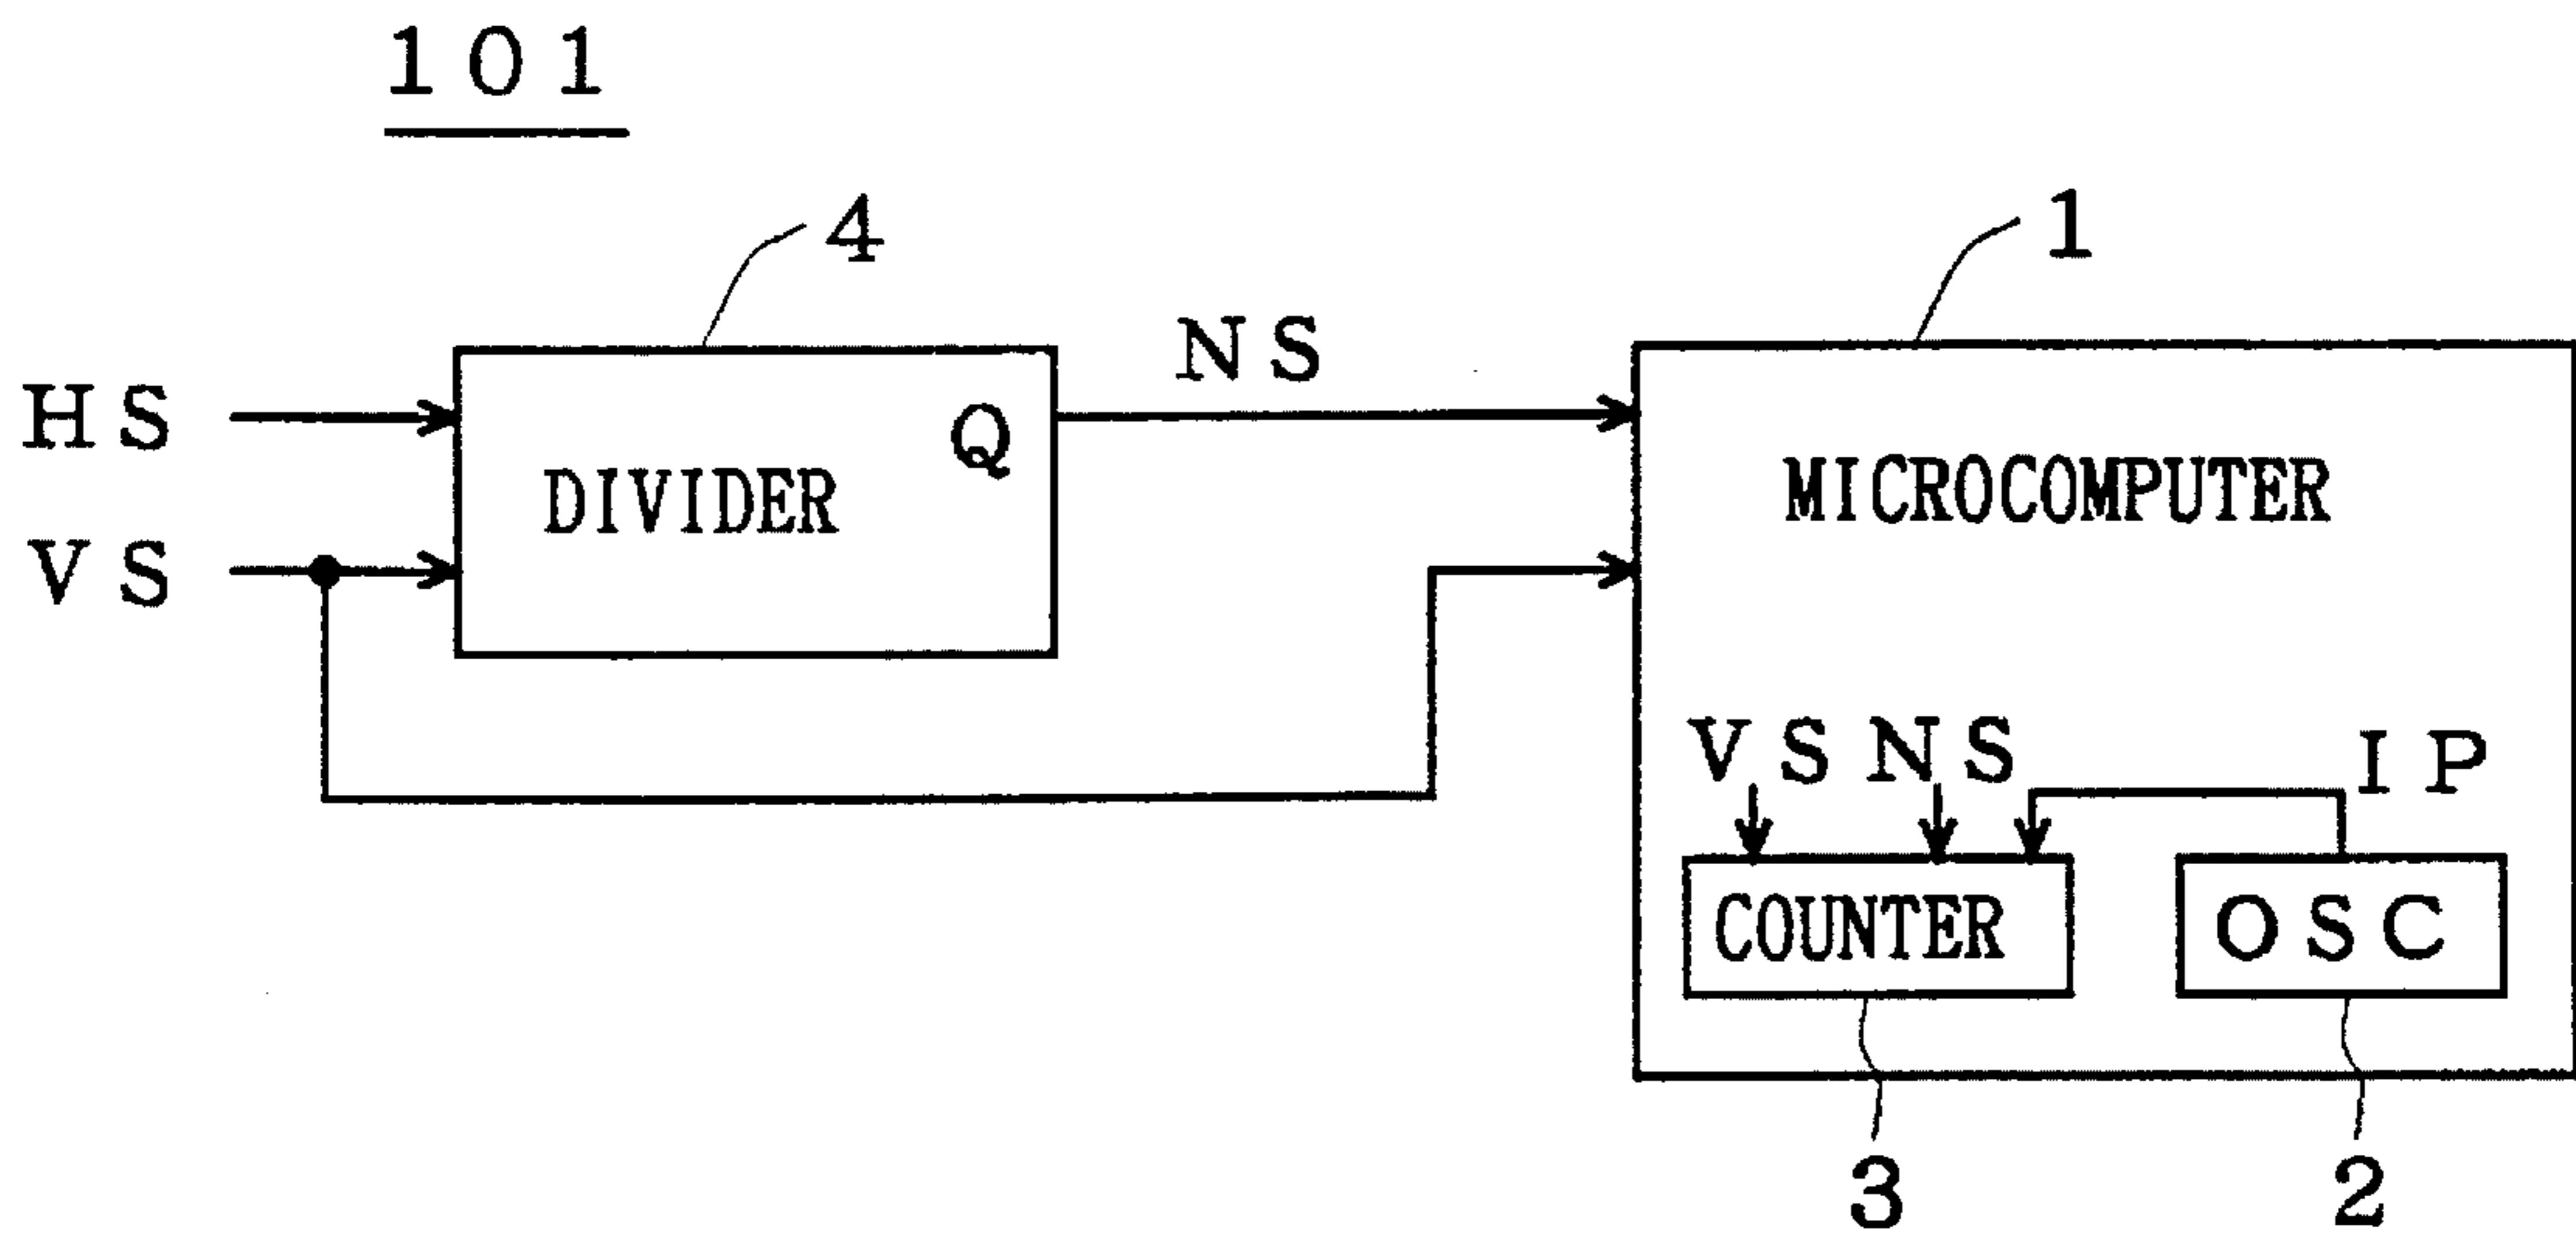 101
4
1
NS
HS
Q
DIVIDER
MICROCOMPUTER
VS
VS NS IP
COUNTER
OSC
3
2